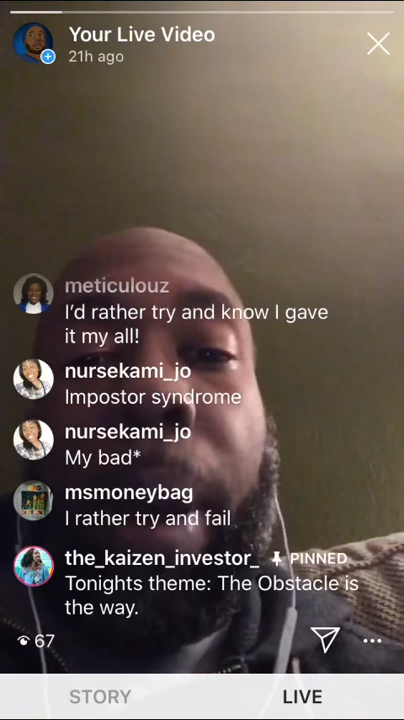 Your Live Video
21h ago
meticulouz
I'd rather try and know I gave
it my all!
nursekami_jo
Impostor syndrome
nursekami_jo
My bad*
msmoneybag
I rather try and fail
the_kaizen_investor_ PINNED
Tonights theme: The Obstacle is
the way.
67
STORY LIVE